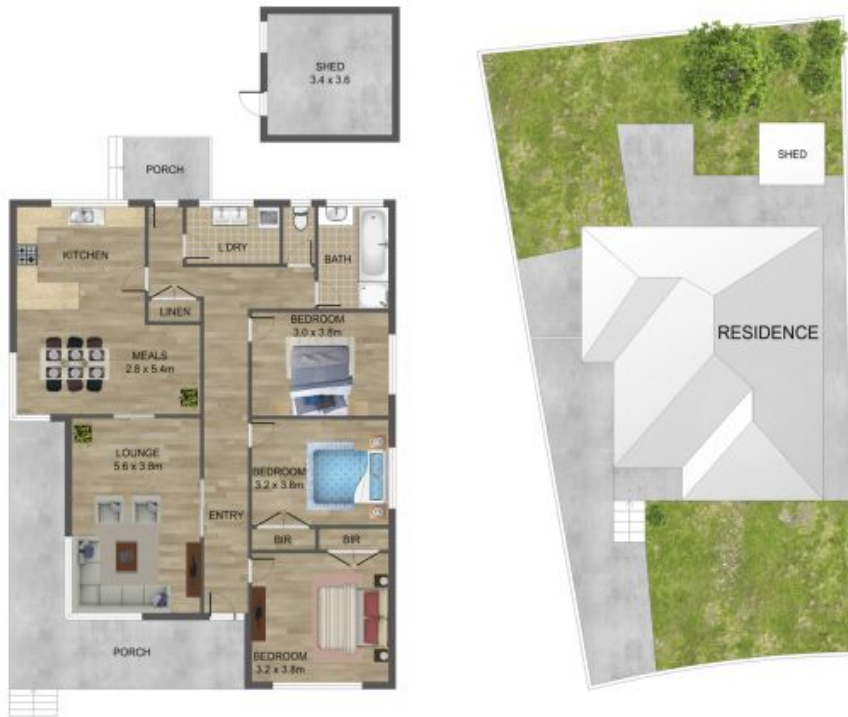 SHED
3.4 x 3.6
PORCH
KITCHEN
L'DRY
BATH
LINEN
BEDROOM
3.0 x 3.8m
MEALS
2.8 x 5.4m
LOUNGE
5.6 x 3.8m
BEDROOM
3.2 x 3.8m
ENTRY
BIR
BIR
PORCH
BEDROOM
3.2 x 3.8m
SHED
RESIDENCE